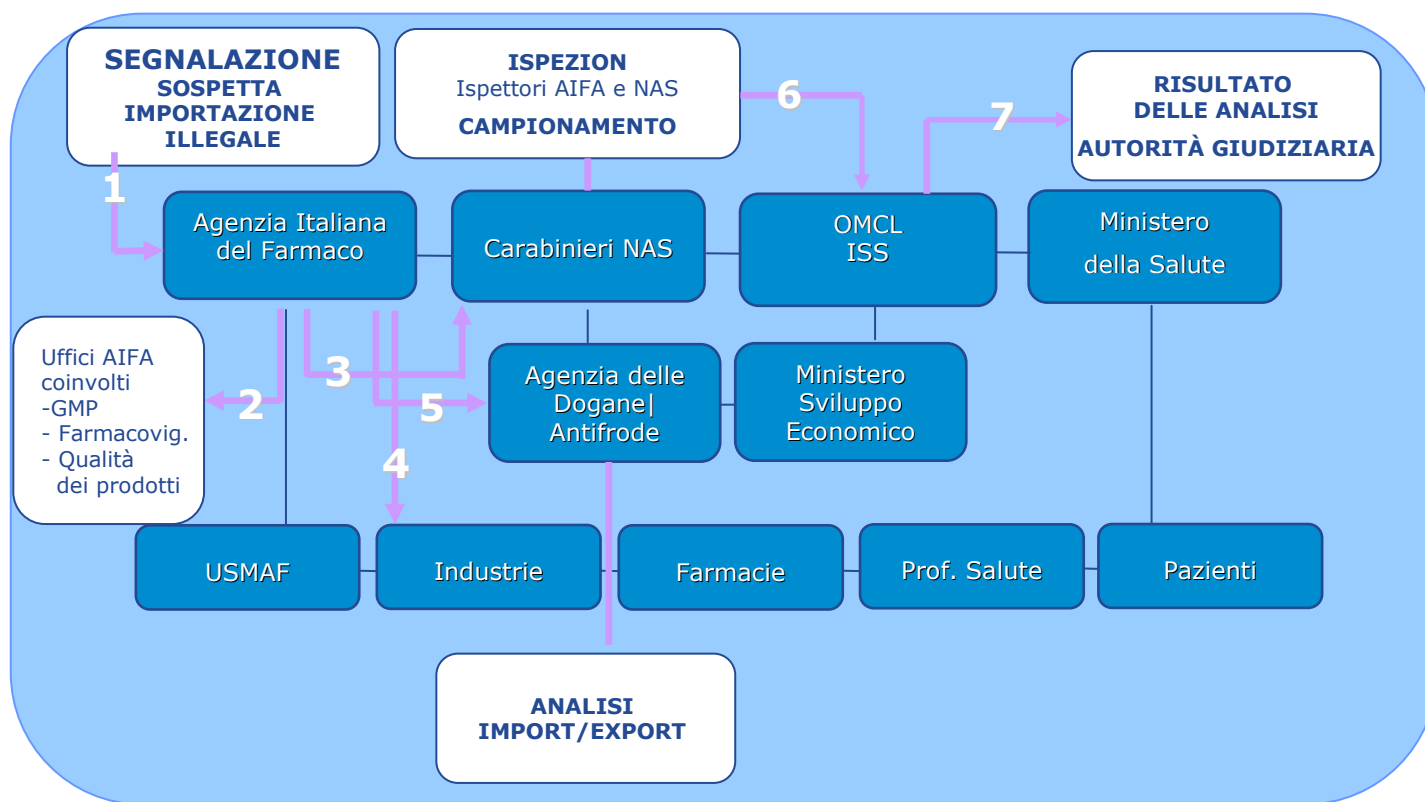 SEGNALAZIONE
SOSPETTA
IMPORTAZIONE
ILLEGALE
ISPEZION
Ispettori AIFA e NAS
CAMPIONAMENTO
6
7
RISULTATO
DELLE ANALISI
AUTORITÀ GIUDIZIARIA
1
Agenzia Italiana
del Farmaco
Carabinieri NAS
OMCL
ISS
Ministero
della Salute
Uffici AIFA
coinvolti
-GMP
- Farmacovig.
- Qualità
dei prodotti
2
3
5
4
Agenzia delle
Dogane|
Antifrode
Ministero
Sviluppo
Economico
USMAF
Industrie
Farmacie
Prof. Salute
Pazienti
ANALISI
IMPORT/EXPORT